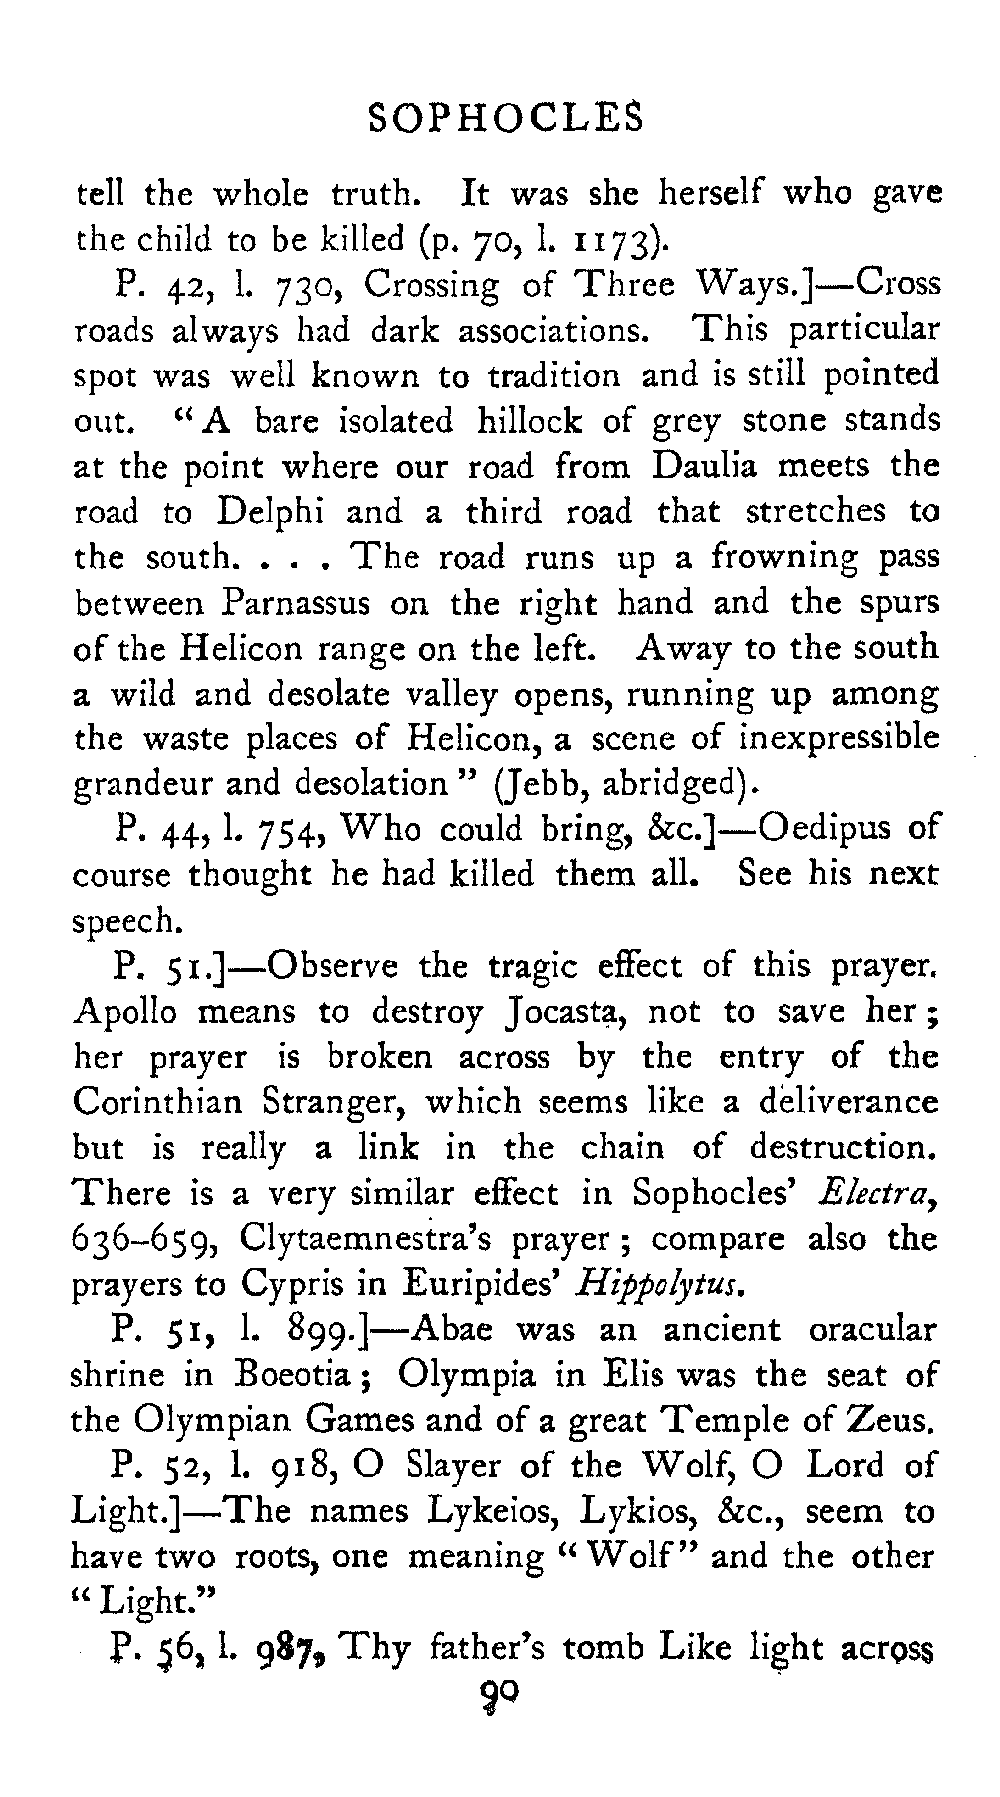 SOPHOCLES
tell the whole truth. It was she herself who gave
the child to be killed (p. 70, l. 1173).
P. 42, l. 730, Crossing of Three Ways.]—Cross
roads always had dark associations. This particular
spot was well known to tradition and is still pointed
out. “A bare isolated hillock of grey stone stands
at the point where our road from Daulia meets the
road to Delphi and a third road that stretches to
the south. . . . The road runs up a frowning pass
between Parnassus on the right hand and the spurs
of the Helicon range on the left. Away to the south
a wild and desolate valley opens, running up among
the waste places of Helicon, a scene of inexpressible
grandeur and desolation” (Jebb, abridged).
P. 44, l. 754, Who could bring, &c.]—Oedipus of
course thought he had killed them all. See his next
speech.
P. 51.]—Observe the tragic effect of this prayer.
Apollo means to destroy Jocasta, not to save her;
her prayer is broken across by the entry of the
Corinthian Stranger, which seems like a deliverance
but is really a link in the chain of destruction.
There is a very similar effect in Sophocles’ Electra,
636–659, Clytaemnestra’s prayer; compare also the
prayers to Cypris in Euripides’ Hippolytus.
P. 51, l. 899.]—Abae was an ancient oracular
shrine in Boeotia; Olympia in Elis was the seat of
the Olympian Games and of a great Temple of Zeus.
P. 52, l. 918, O Slayer of the Wolf, O Lord of
Light.]—The names Lykeios, Lykios, &c., seem to
have two roots, one meaning “Wolf” and the other
“Light.”
P. 56, l. 987, Thy father’s tomb Like light across
90